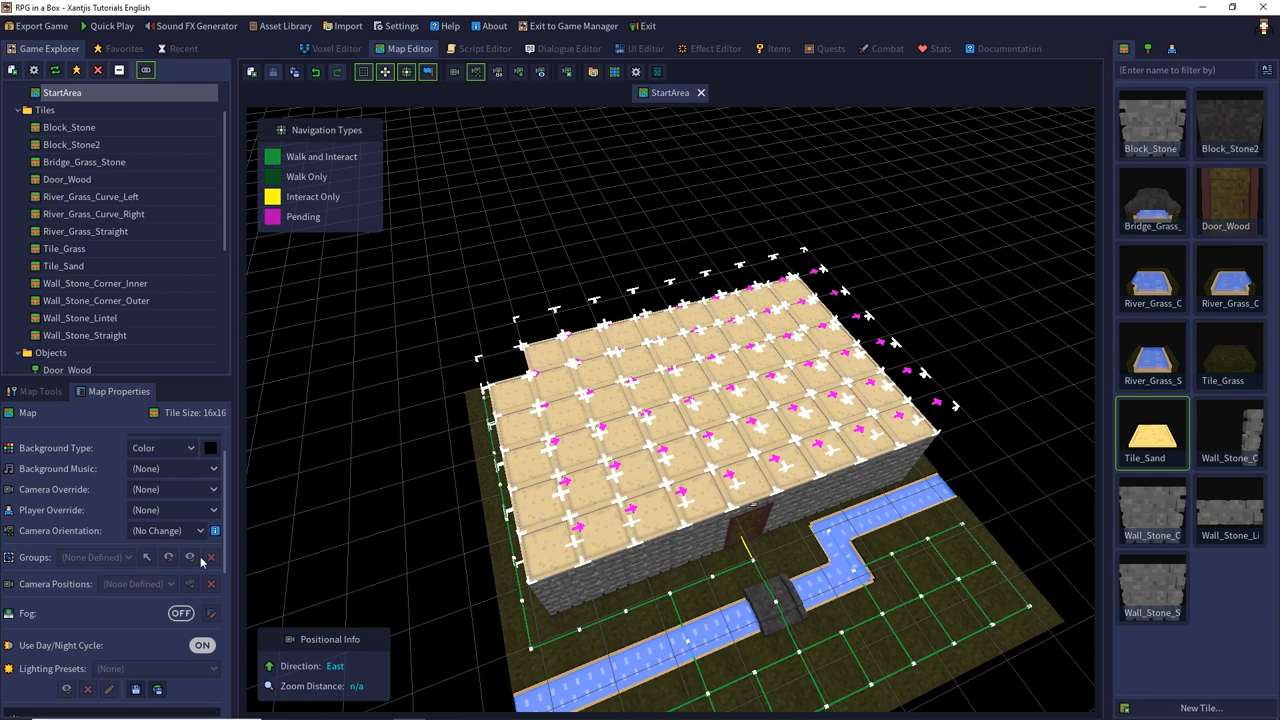 RPG in a Box - Xantjis Tutorials English
Export Game Quick Play Sound FX Generator Asset Library Import Settings Help About Exit to Game Manager Exit
Game Explorer Favorites Recent Voxel Editor Map Editor Script Editor Dialogue Editor UI Editor Effect Editor Items Quests Combat Stats Documentation
(Enter name to filter by)
StartArea
StartArea
Tiles
Block_Stone
Block_Stone2
Bridge_Grass_Stone
Door_Wood
River_Grass_Curve_Left
River_Grass_Curve_Right
River_Grass_Straight
Tile_Grass
Tile_Sand
Wall_Stone_Corner_Inner
Wall_Stone_Corner_Outer
Wall_Stone_Lintel
Wall_Stone_Straight
Objects
Door_Wood
Map Tools Map Properties
Map Tile Size: 16x16
Background Type: Color
Background Music: (None)
Camera Override: (None)
Player Override: (None)
Camera Orientation: (No Change)
Groups: (None Defined)
Camera Positions: (None Defined)
Fog: OFF
Use Day/Night Cycle: ON
Lighting Presets: (None)
Navigation Types
Walk and Interact
Walk Only
Interact Only
Pending
Positional Info
Direction: East
Zoom Distance: n/a
Block_Stone Block_Stone2
Bridge_Grass_ Door_Wood
River_Grass_C River_Grass_C
River_Grass_S Tile_Grass
Tile_Sand Wall_Stone_C
Wall_Stone_C Wall_Stone_Li
Wall_Stone_S
New Tile...